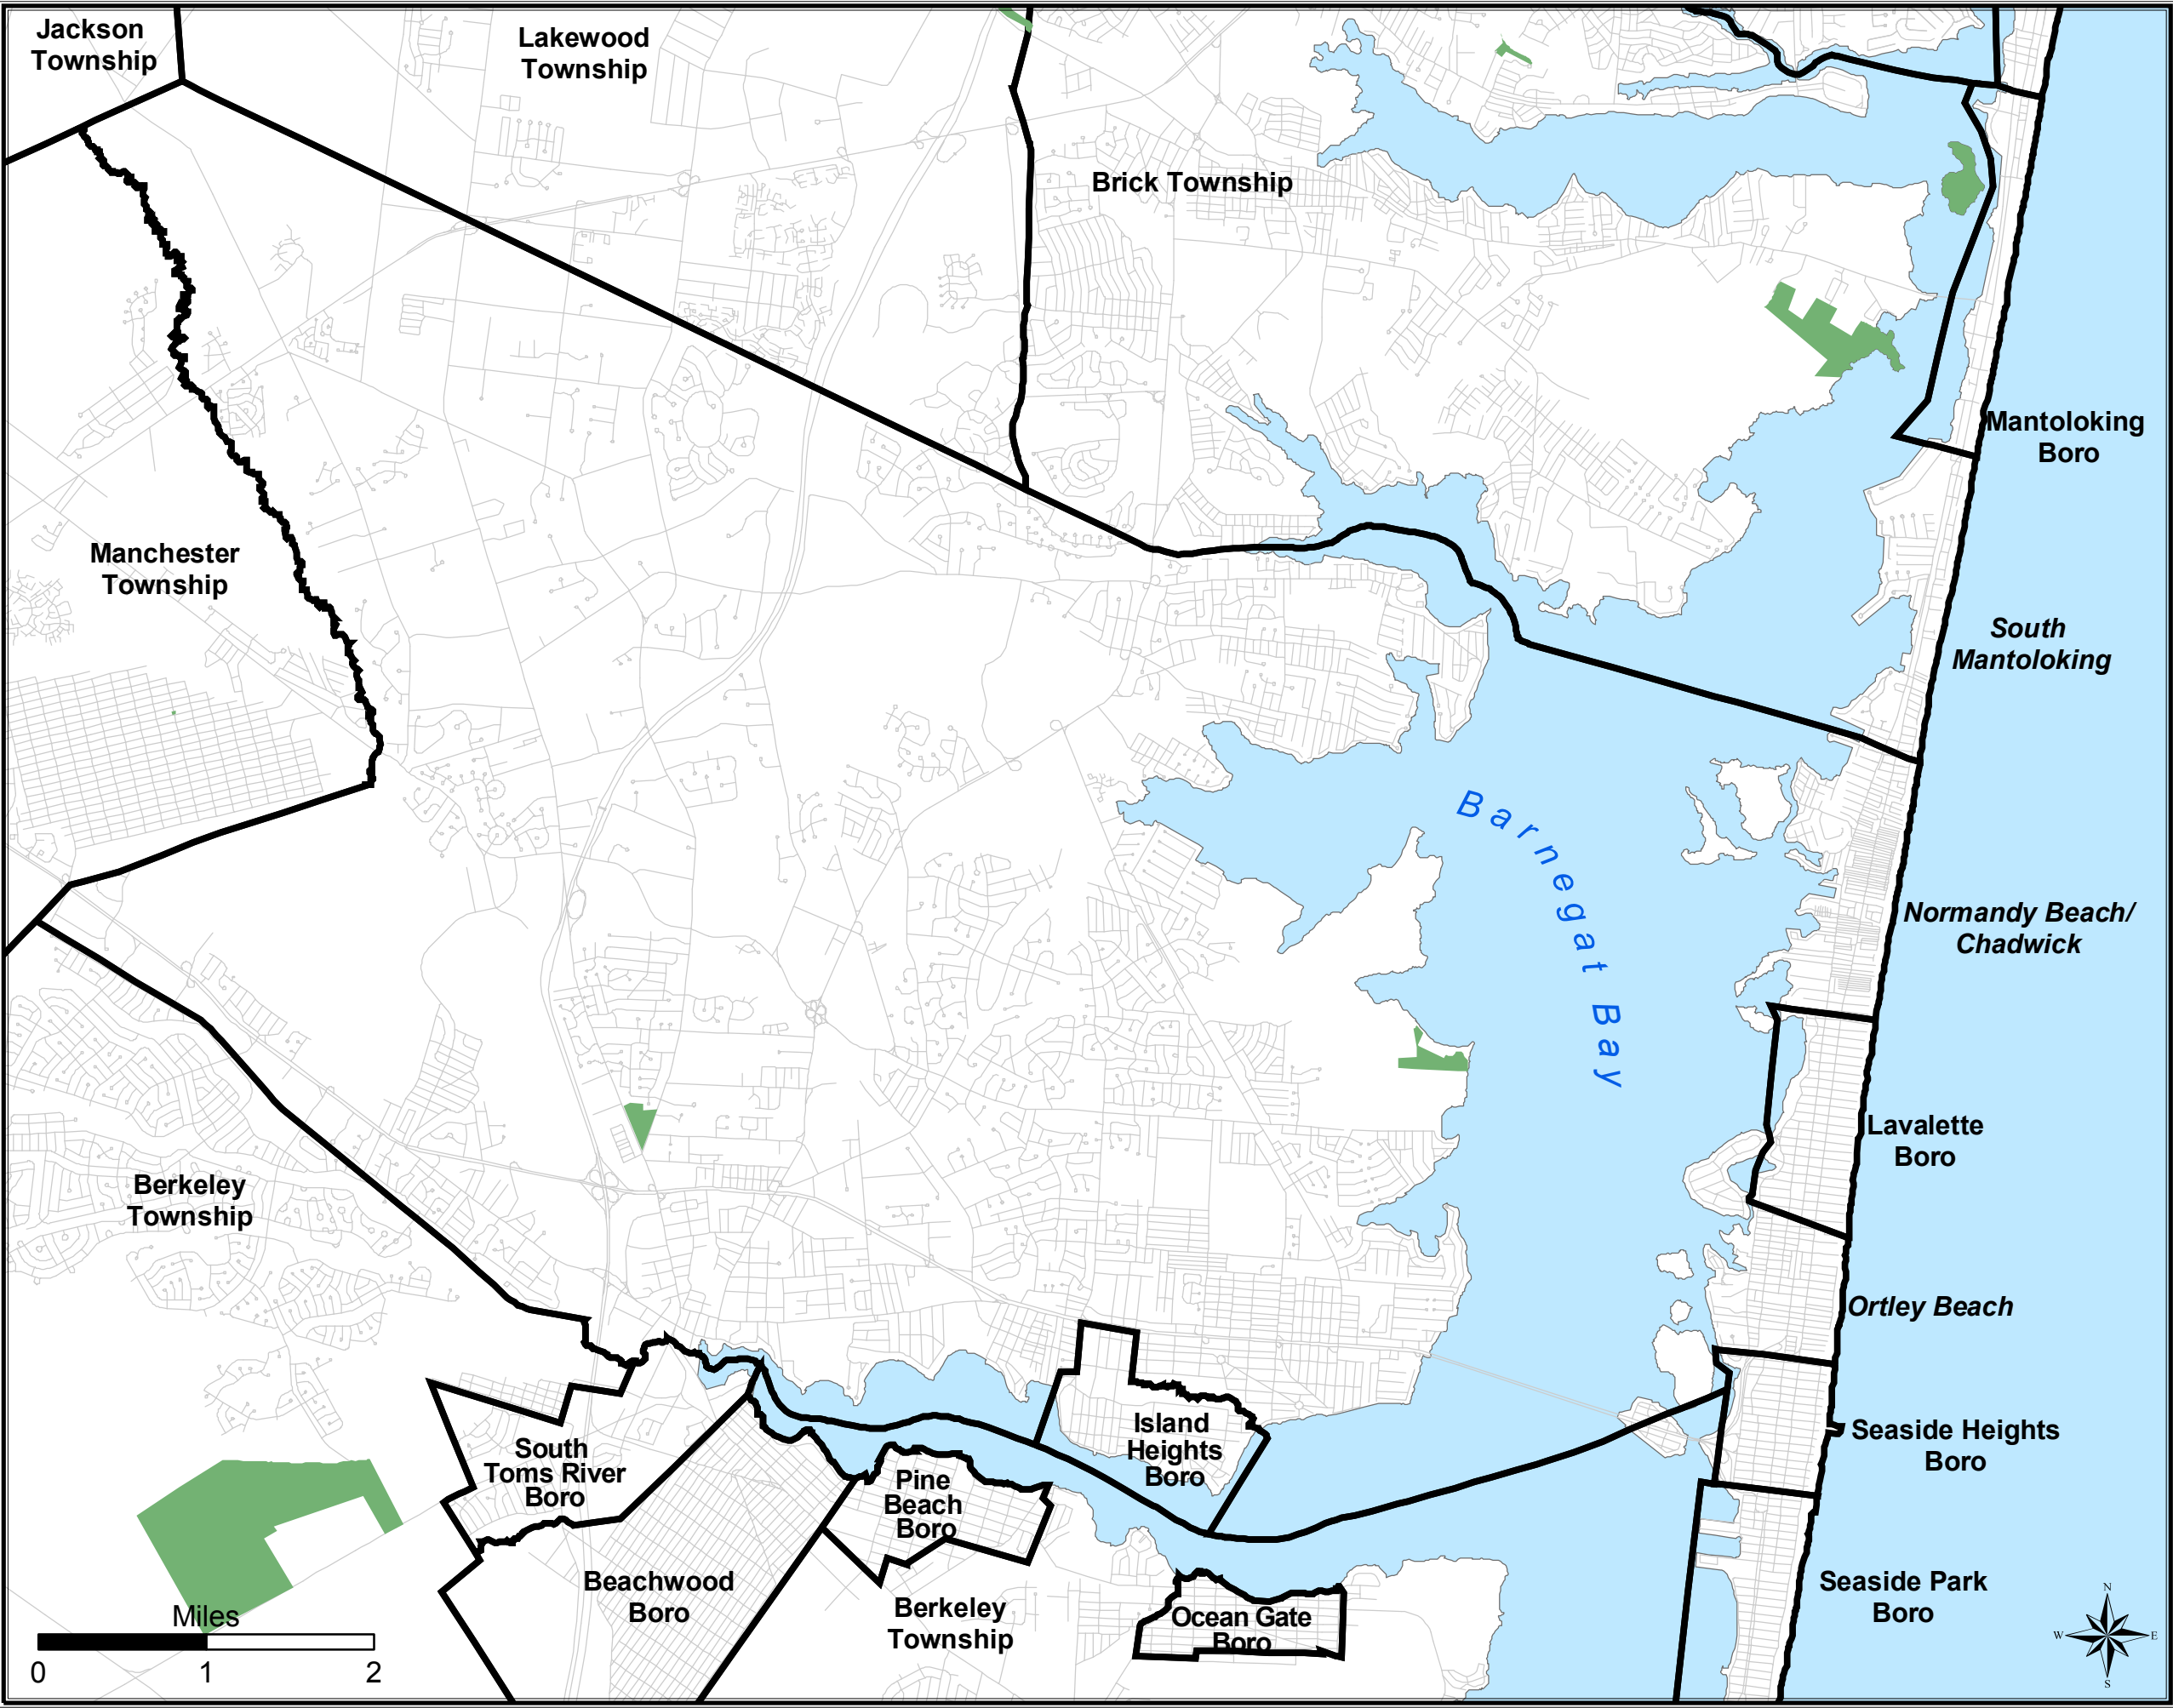 Jackson
Township
Lakewood
Township
Brick Township
Mantoloking
Boro
Manchester
Township
South
Mantoloking
Barnegat Bay
Normandy Beach/
Chadwick
Lavalette
Boro
Berkeley
Township
Ortley Beach
Island
Heights
Boro
Seaside Heights
Boro
South
Toms River
Boro
Pine
Beach
Boro
Beachwood
Boro
Berkeley
Township
Ocean Gate
Boro
Seaside Park
Boro
Miles
0 1 2
N
W E
S